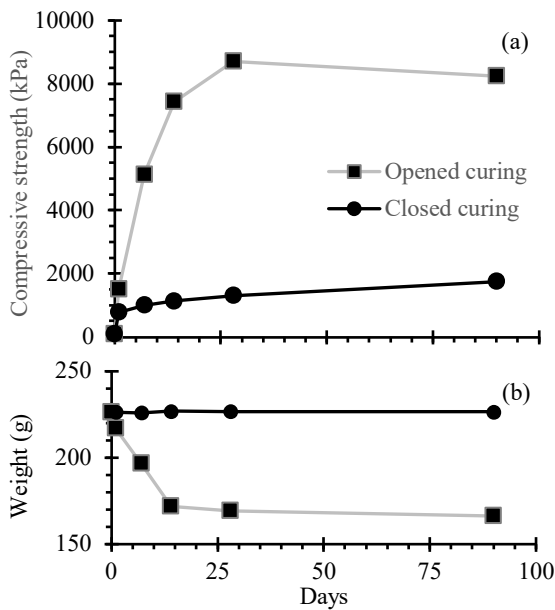 (a)
Compressive strength (kPa)
10000
8000
6000
4000
2000
0
Opened curing
Closed curing
(b)
Weight (g)
250
200
150
0 25 50 75 100
Days